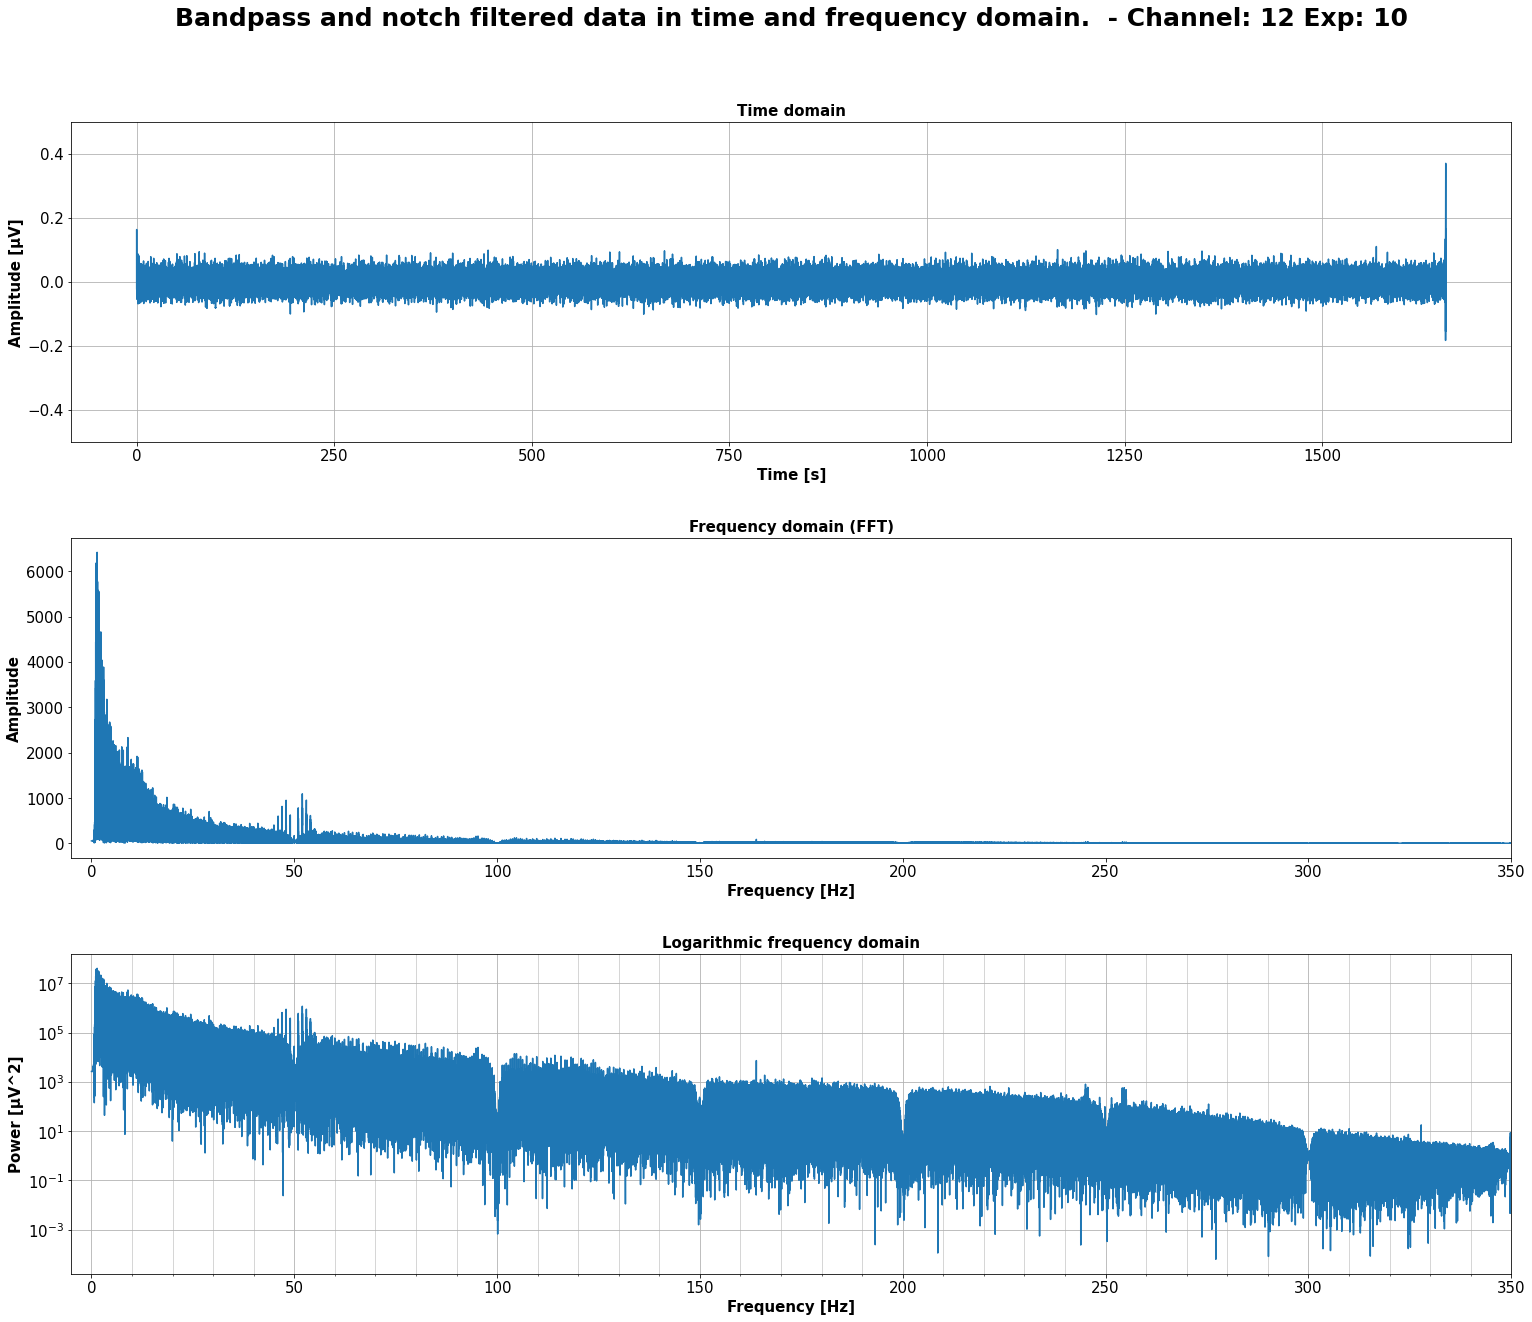 Bandpass and notch filtered data in time and frequency domain.  - Channel: 12 Exp: 10
Time domain
Amplitude [µV]
0.4
0.2
0.0
−0.2
−0.4
0 250 500 750 1000 1250 1500
Time [s]
Frequency domain (FFT)
Amplitude
6000
5000
4000
3000
2000
1000
0
0 50 100 150 200 250 300 350
Frequency [Hz]
Logarithmic frequency domain
Power [µV^2]
10^7
10^5
10^3
10^1
10^−1
10^−3
0 50 100 150 200 250 300 350
Frequency [Hz]